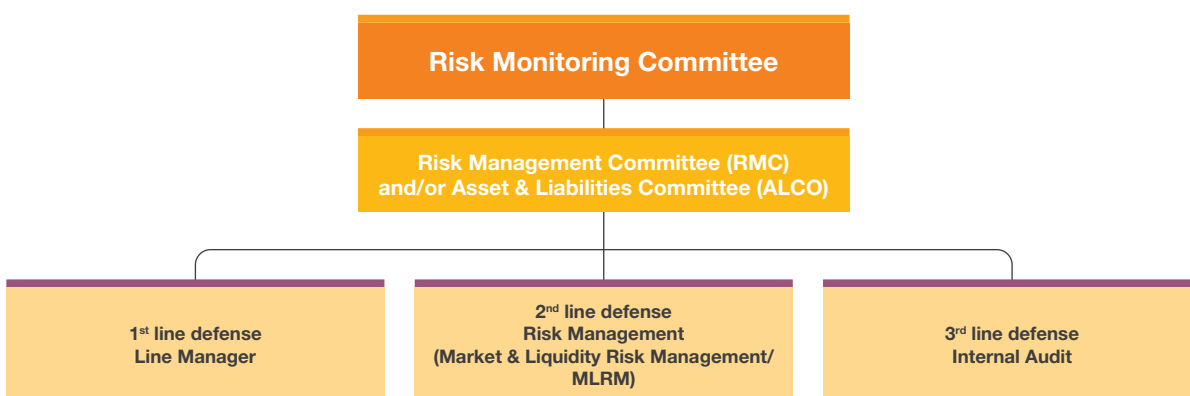 Risk Monitoring Committee
Risk Management Committee (RMC)
and/or Asset & Liabilities Committee (ALCO)
1st line defense
Line Manager
2nd line defense
Risk Management
(Market & Liquidity Risk Management/
MLRM)
3rd line defense
Internal Audit